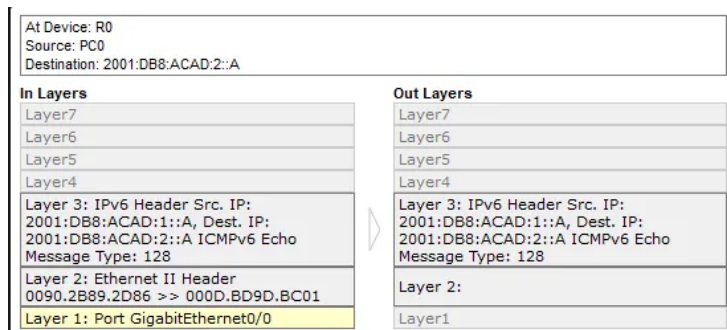 At Device: R0
Source: PC0
Destination: 2001:DB8:ACAD:2::A
In Layers
Layer7
Layer6
Layer5
Layer4
Layer 3: IPv6 Header Src. IP:
2001:DB8:ACAD:1::A, Dest. IP:
2001:DB8:ACAD:2::A ICMPv6 Echo
Message Type: 128
Layer 2: Ethernet II Header
0090.2B89.2D86 >> 000D.BD9D.BC01
Layer 1: Port GigabitEthernet0/0
Out Layers
Layer7
Layer6
Layer5
Layer4
Layer 3: IPv6 Header Src. IP:
2001:DB8:ACAD:1::A, Dest. IP:
2001:DB8:ACAD:2::A ICMPv6 Echo
Message Type: 128
Layer 2:
Layer1